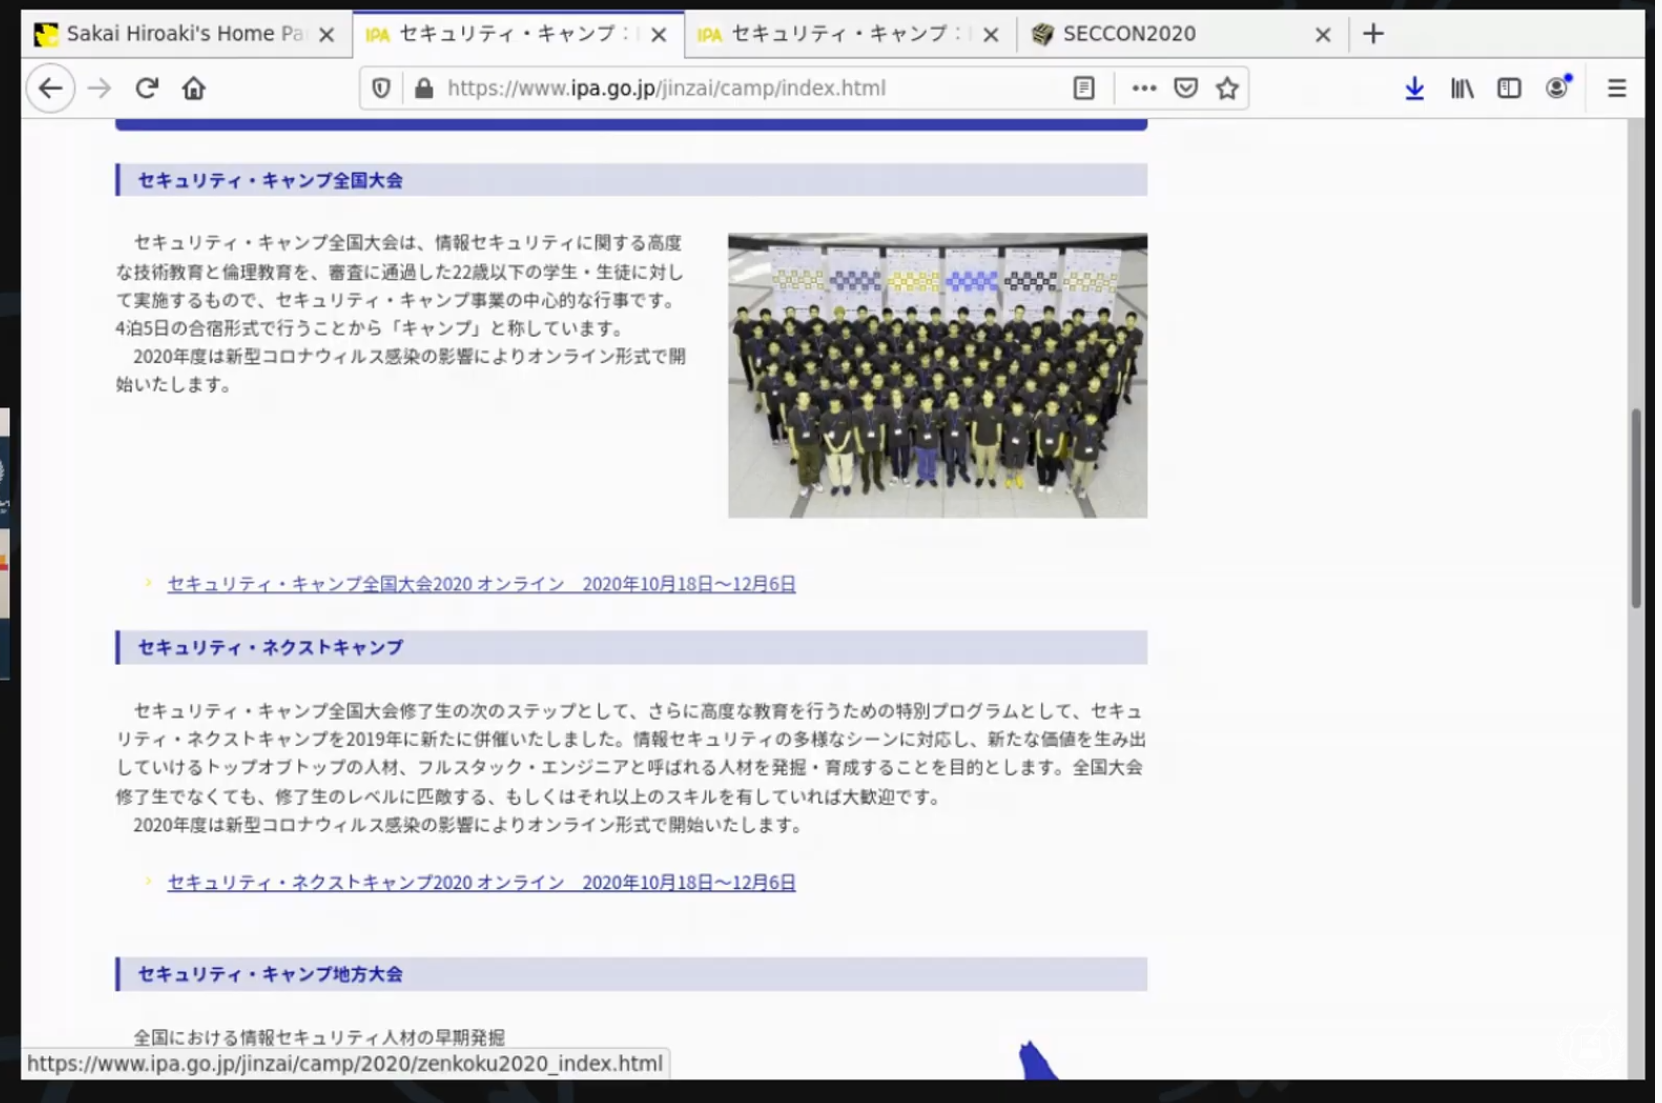 Sakai Hiroaki's Home Pa
IPA セキュリティ・キャンプ：
IPA セキュリティ・キャンプ：
SECCON2020
https://www.ipa.go.jp/jinzai/camp/index.html
セキュリティ・キャンプ全国大会
セキュリティ・キャンプ全国大会は、情報セキュリティに関する高度
な技術教育と倫理教育を、審査に通過した22歳以下の学生・生徒に対し
て実施するもので、セキュリティ・キャンプ事業の中心的な行事です。
4泊5日の合宿形式で行うことから「キャンプ」と称しています。
2020年度は新型コロナウィルス感染の影響によりオンライン形式で開
始いたします。
セキュリティ・キャンプ全国大会2020 オンライン　2020年10月18日～12月6日
セキュリティ・ネクストキャンプ
セキュリティ・キャンプ全国大会修了生の次のステップとして、さらに高度な教育を行うための特別プログラムとして、セキュ
リティ・ネクストキャンプを2019年に新たに併催いたしました。情報セキュリティの多様なシーンに対応し、新たな価値を生み出
していけるトップオブトップの人材、フルスタック・エンジニアと呼ばれる人材を発掘・育成することを目的とします。全国大会
修了生でなくても、修了生のレベルに匹敵する、もしくはそれ以上のスキルを有していれば大歓迎です。
2020年度は新型コロナウィルス感染の影響によりオンライン形式で開始いたします。
セキュリティ・ネクストキャンプ2020 オンライン　2020年10月18日～12月6日
セキュリティ・キャンプ地方大会
全国における情報セキュリティ人材の早期発掘
https://www.ipa.go.jp/jinzai/camp/2020/zenkoku2020_index.html